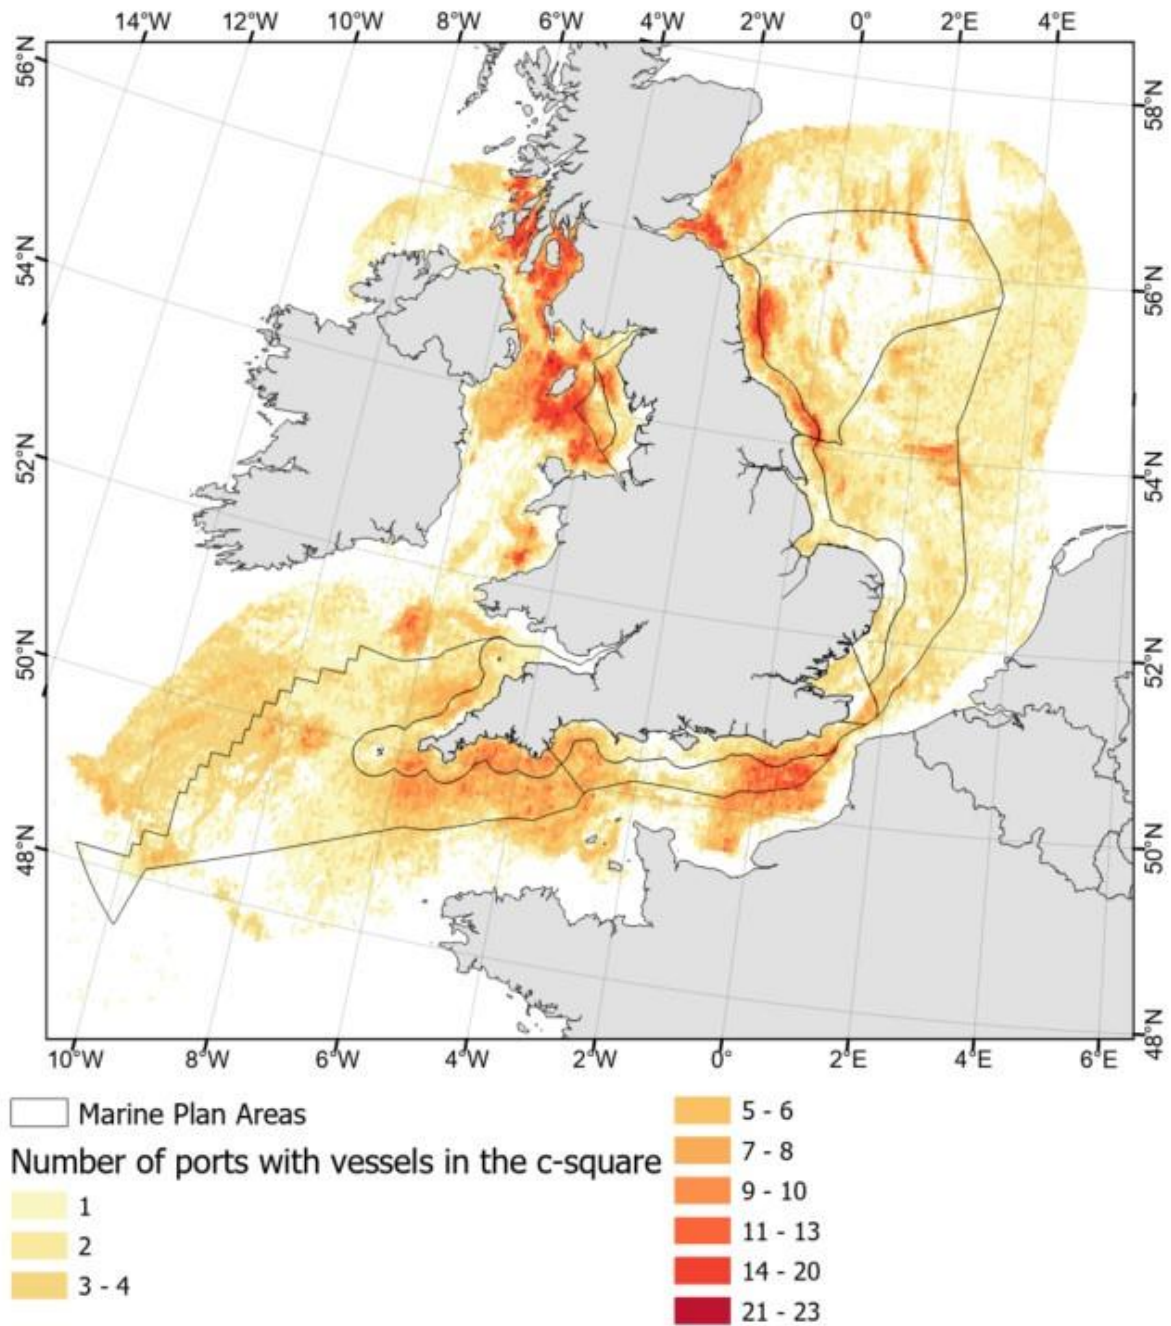 14°W 12°W 10°W 8°W 6°W 4°W 2°W 0° 2°E 4°E
56°N
54°N
52°N
50°N
48°N
58°N
56°N
54°N
52°N
50°N
48°N
10°W 8°W 6°W 4°W 2°W 0° 2°E 4°E 6°E
Marine Plan Areas
Number of ports with vessels in the c-square
1
2
3 - 4
5 - 6
7 - 8
9 - 10
11 - 13
14 - 20
21 - 23